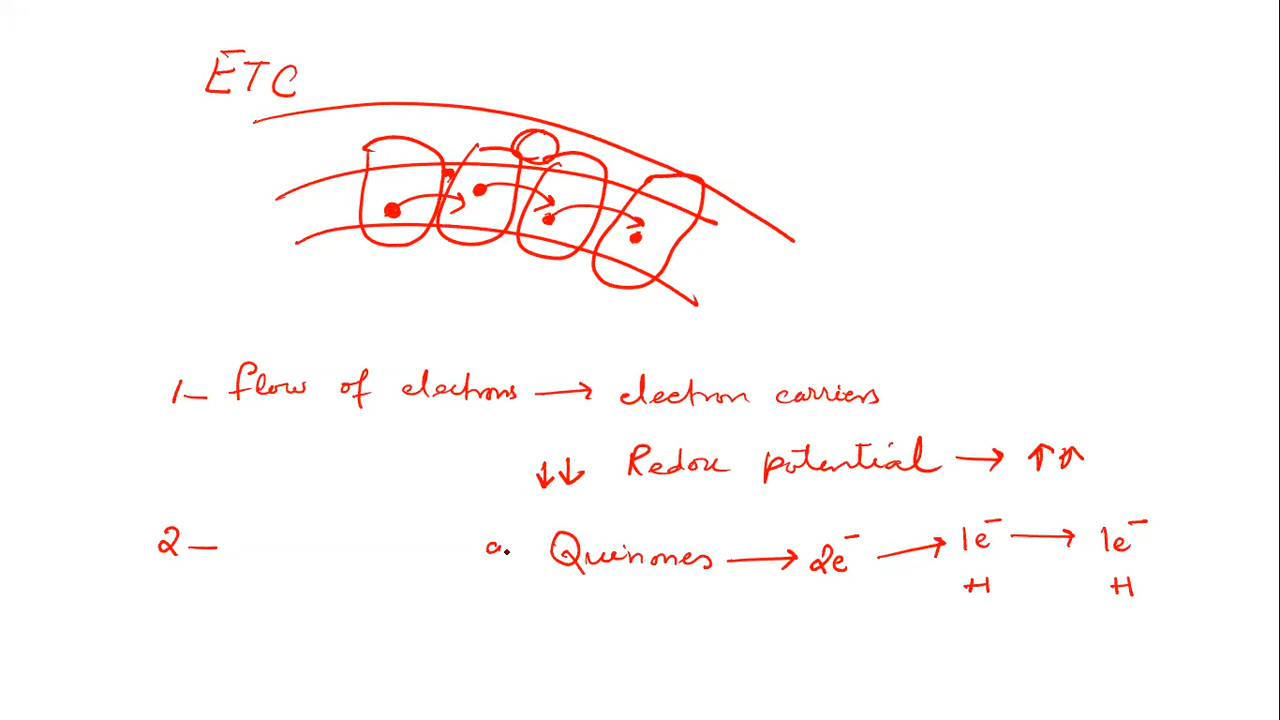 ETC
1- flow of electrons → electron carriers
↓↓ Redox potential → ↑↑
2-
a. Quinones → 2e⁻ → 1e⁻ → 1e⁻
H H